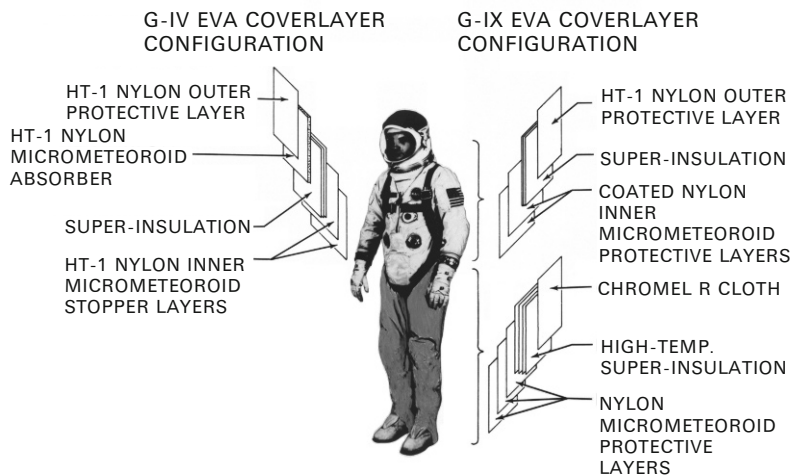 G-IV EVA COVERLAYER
CONFIGURATION
HT-1 NYLON OUTER
PROTECTIVE LAYER
HT-1 NYLON
MICROMETEOROID
ABSORBER
SUPER-INSULATION
HT-1 NYLON INNER
MICROMETEOROID
STOPPER LAYERS
G-IX EVA COVERLAYER
CONFIGURATION
HT-1 NYLON OUTER
PROTECTIVE LAYER
SUPER-INSULATION
COATED NYLON
INNER
MICROMETEOROID
PROTECTIVE LAYERS
CHROMEL R CLOTH
HIGH-TEMP.
SUPER-INSULATION
NYLON
MICROMETEOROID
PROTECTIVE
LAYERS